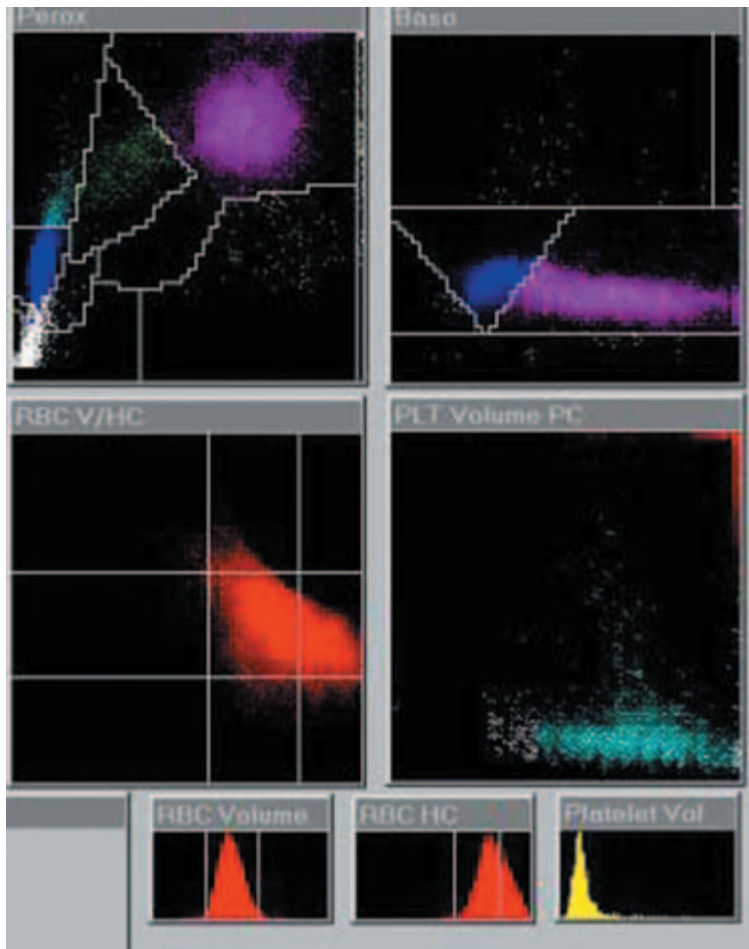 Perox
Baso
RBC V/HC
PLT Volume PC
RBC Volume
RBC HC
Platelet Vol